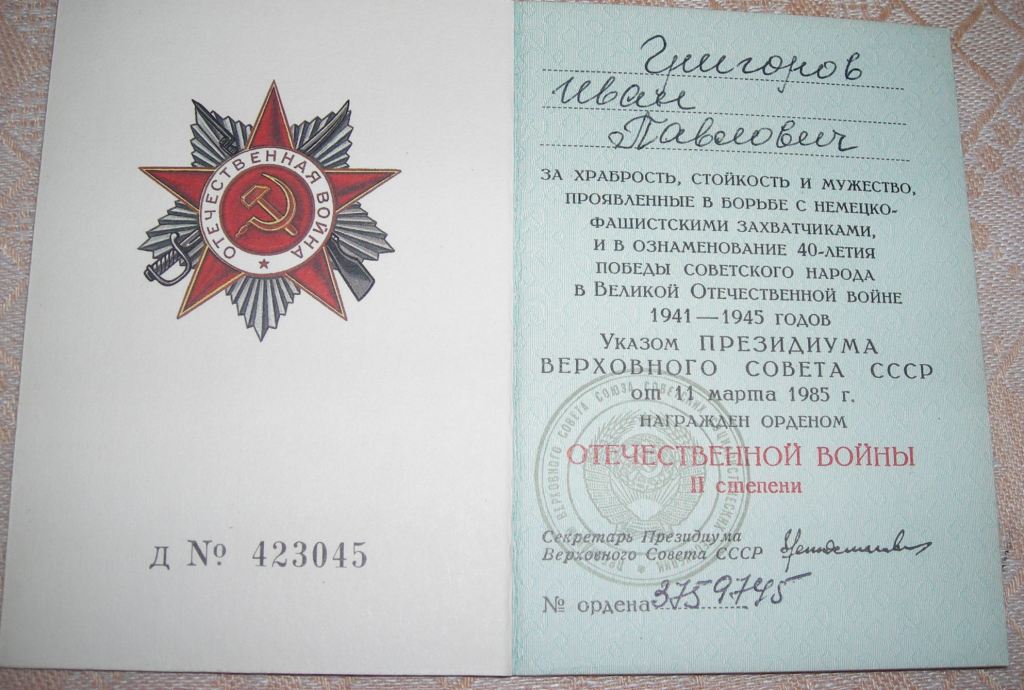 ОТЕЧЕСТВЕННАЯ ВОЙНА
Д № 423045
Григоров
Иван
Павлович
ЗА ХРАБРОСТЬ, СТОЙКОСТЬ И МУЖЕСТВО,
ПРОЯВЛЕННЫЕ В БОРЬБЕ С НЕМЕЦКО-
ФАШИСТСКИМИ ЗАХВАТЧИКАМИ,
И В ОЗНАМЕНОВАНИЕ 40-ЛЕТИЯ
ПОБЕДЫ СОВЕТСКОГО НАРОДА
В ВЕЛИКОЙ ОТЕЧЕСТВЕННОЙ ВОЙНЕ
1941—1945 ГОДОВ
УКАЗОМ ПРЕЗИДИУМА
ВЕРХОВНОГО СОВЕТА СССР
от 11 марта 1985 г.
НАГРАЖДЕН ОРДЕНОМ
ОТЕЧЕСТВЕННОЙ ВОЙНЫ
II степени
Секретарь Президиума
Верховного Совета СССР
№ ордена 3759745